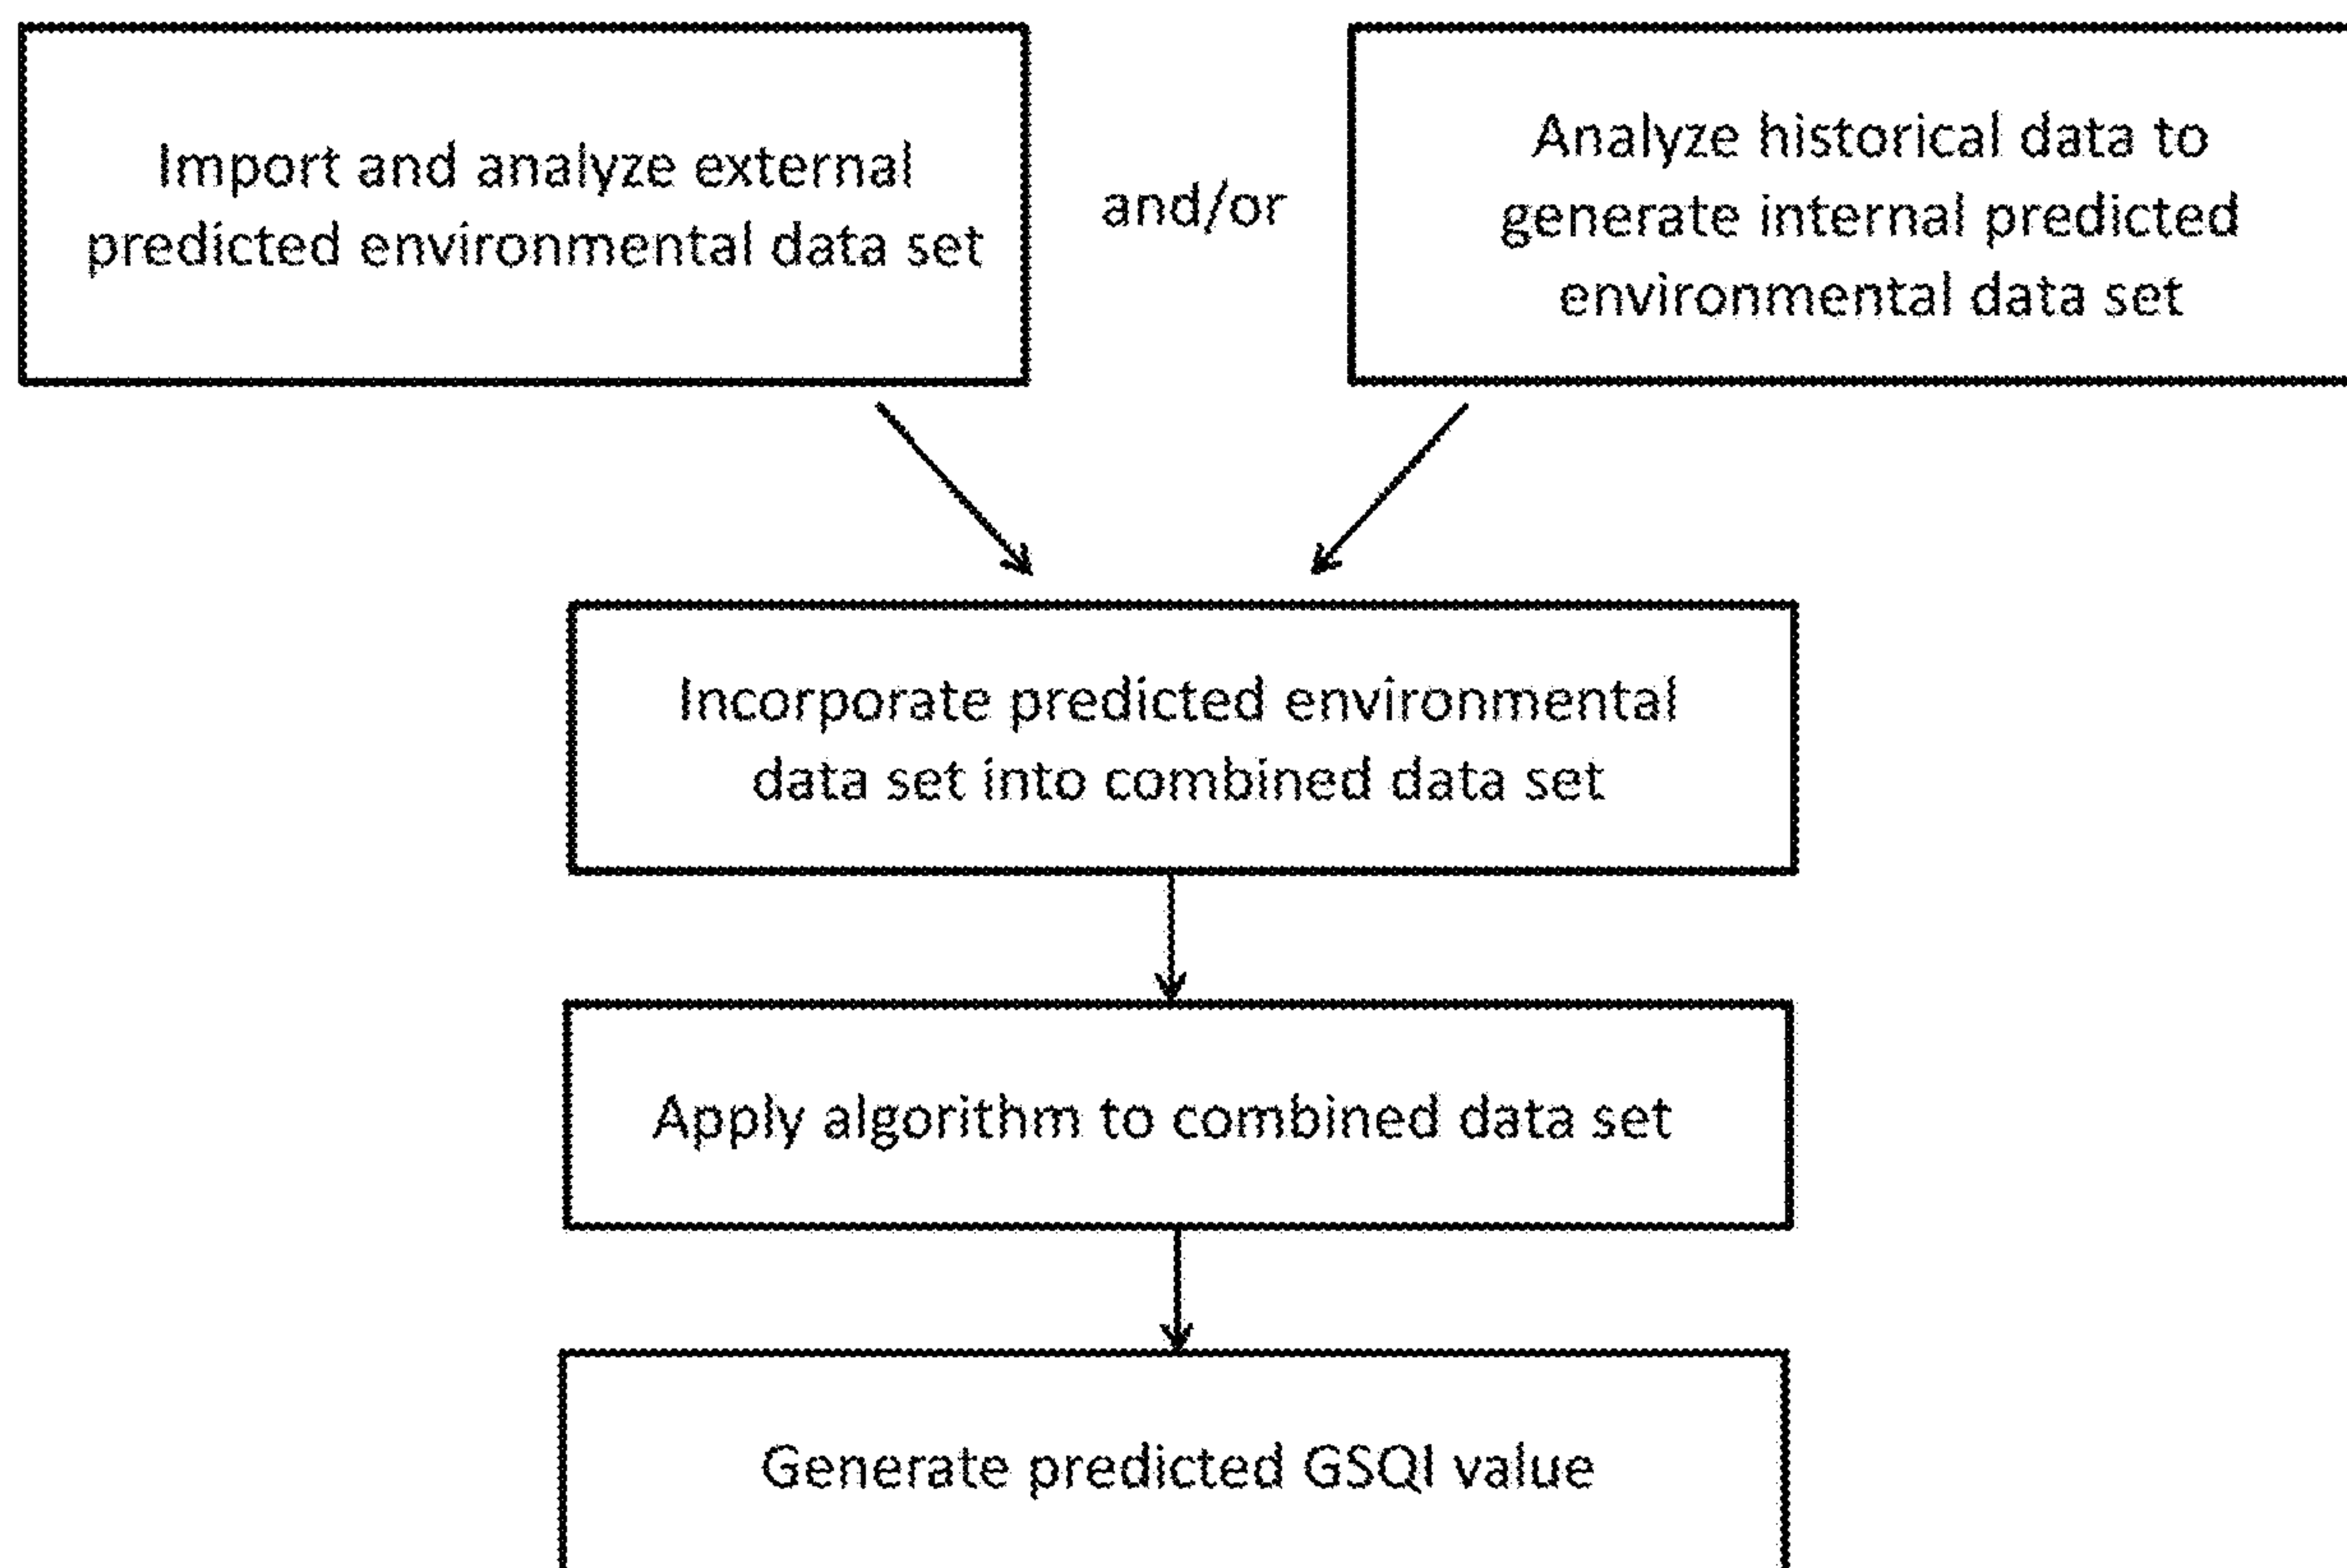 Import and analyze external
predicted environmental data set
and/or
Analyze historical data to
generate internal predicted
environmental data set
Incorporate predicted environmental
data set into combined data set
Apply algorithm to combined data set
Generate predicted GSQI value